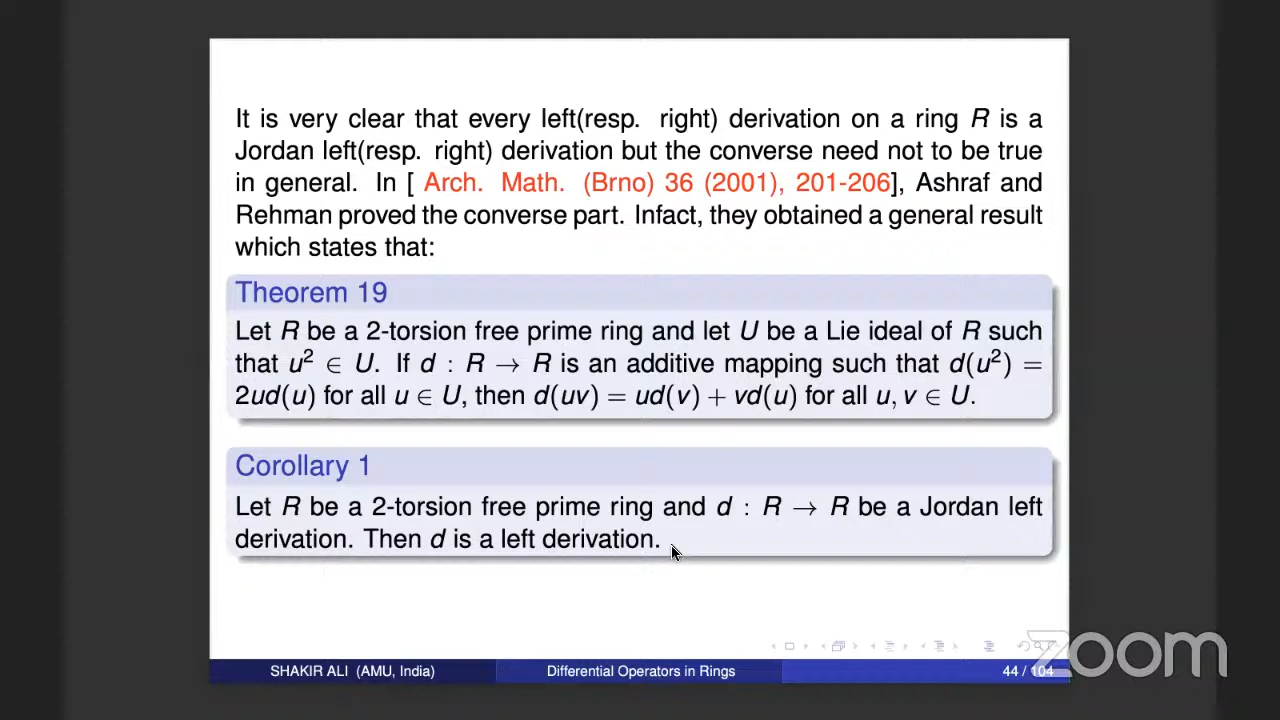 It is very clear that every left(resp. right) derivation on a ring R is a
Jordan left(resp. right) derivation but the converse need not to be true
in general. In [ Arch. Math. (Brno) 36 (2001), 201-206], Ashraf and
Rehman proved the converse part. Infact, they obtained a general result
which states that:
Theorem 19
Let R be a 2-torsion free prime ring and let U be a Lie ideal of R such
that u² ∈ U. If d : R → R is an additive mapping such that d(u²) =
2ud(u) for all u ∈ U, then d(uv) = ud(v) + vd(u) for all u, v ∈ U.
Corollary 1
Let R be a 2-torsion free prime ring and d : R → R be a Jordan left
derivation. Then d is a left derivation.
SHAKIR ALI (AMU, India) Differential Operators in Rings 44 / 104
zoom